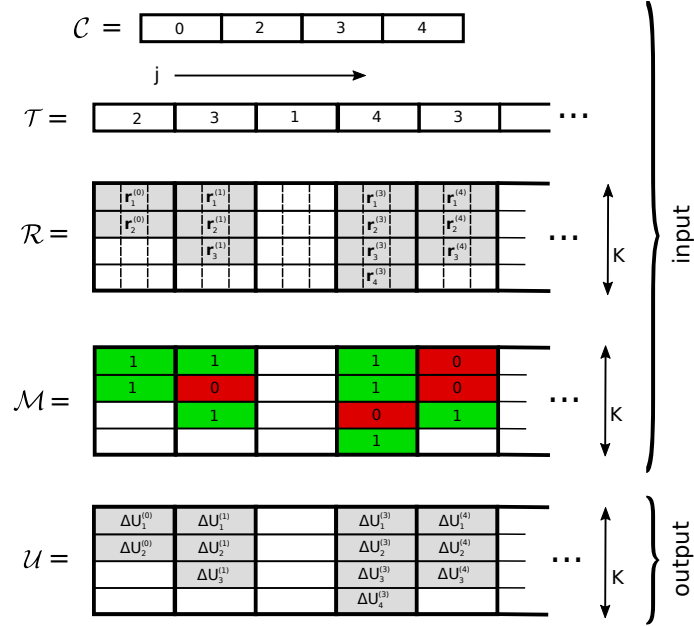 𝒞 = 0 2 3 4
j
𝒯 = 2 3 1 4 3 ...
ℛ = r₁⁽⁰⁾ r₁⁽¹⁾ r₁⁽³⁾ r₁⁽⁴⁾
r₂⁽⁰⁾ r₂⁽¹⁾ r₂⁽³⁾ r₂⁽⁴⁾ ...
r₃⁽¹⁾ r₃⁽³⁾ r₃⁽⁴⁾ K
r₄⁽³⁾
input
ℳ = 1 1 1 0
1 0 1 0 ...
1 0 1 K
1
𝒰 = ΔU₁⁽⁰⁾ ΔU₁⁽¹⁾ ΔU₁⁽³⁾ ΔU₁⁽⁴⁾
ΔU₂⁽⁰⁾ ΔU₂⁽¹⁾ ΔU₂⁽³⁾ ΔU₂⁽⁴⁾ ...
ΔU₃⁽¹⁾ ΔU₃⁽³⁾ ΔU₃⁽⁴⁾ K
ΔU₄⁽³⁾
output